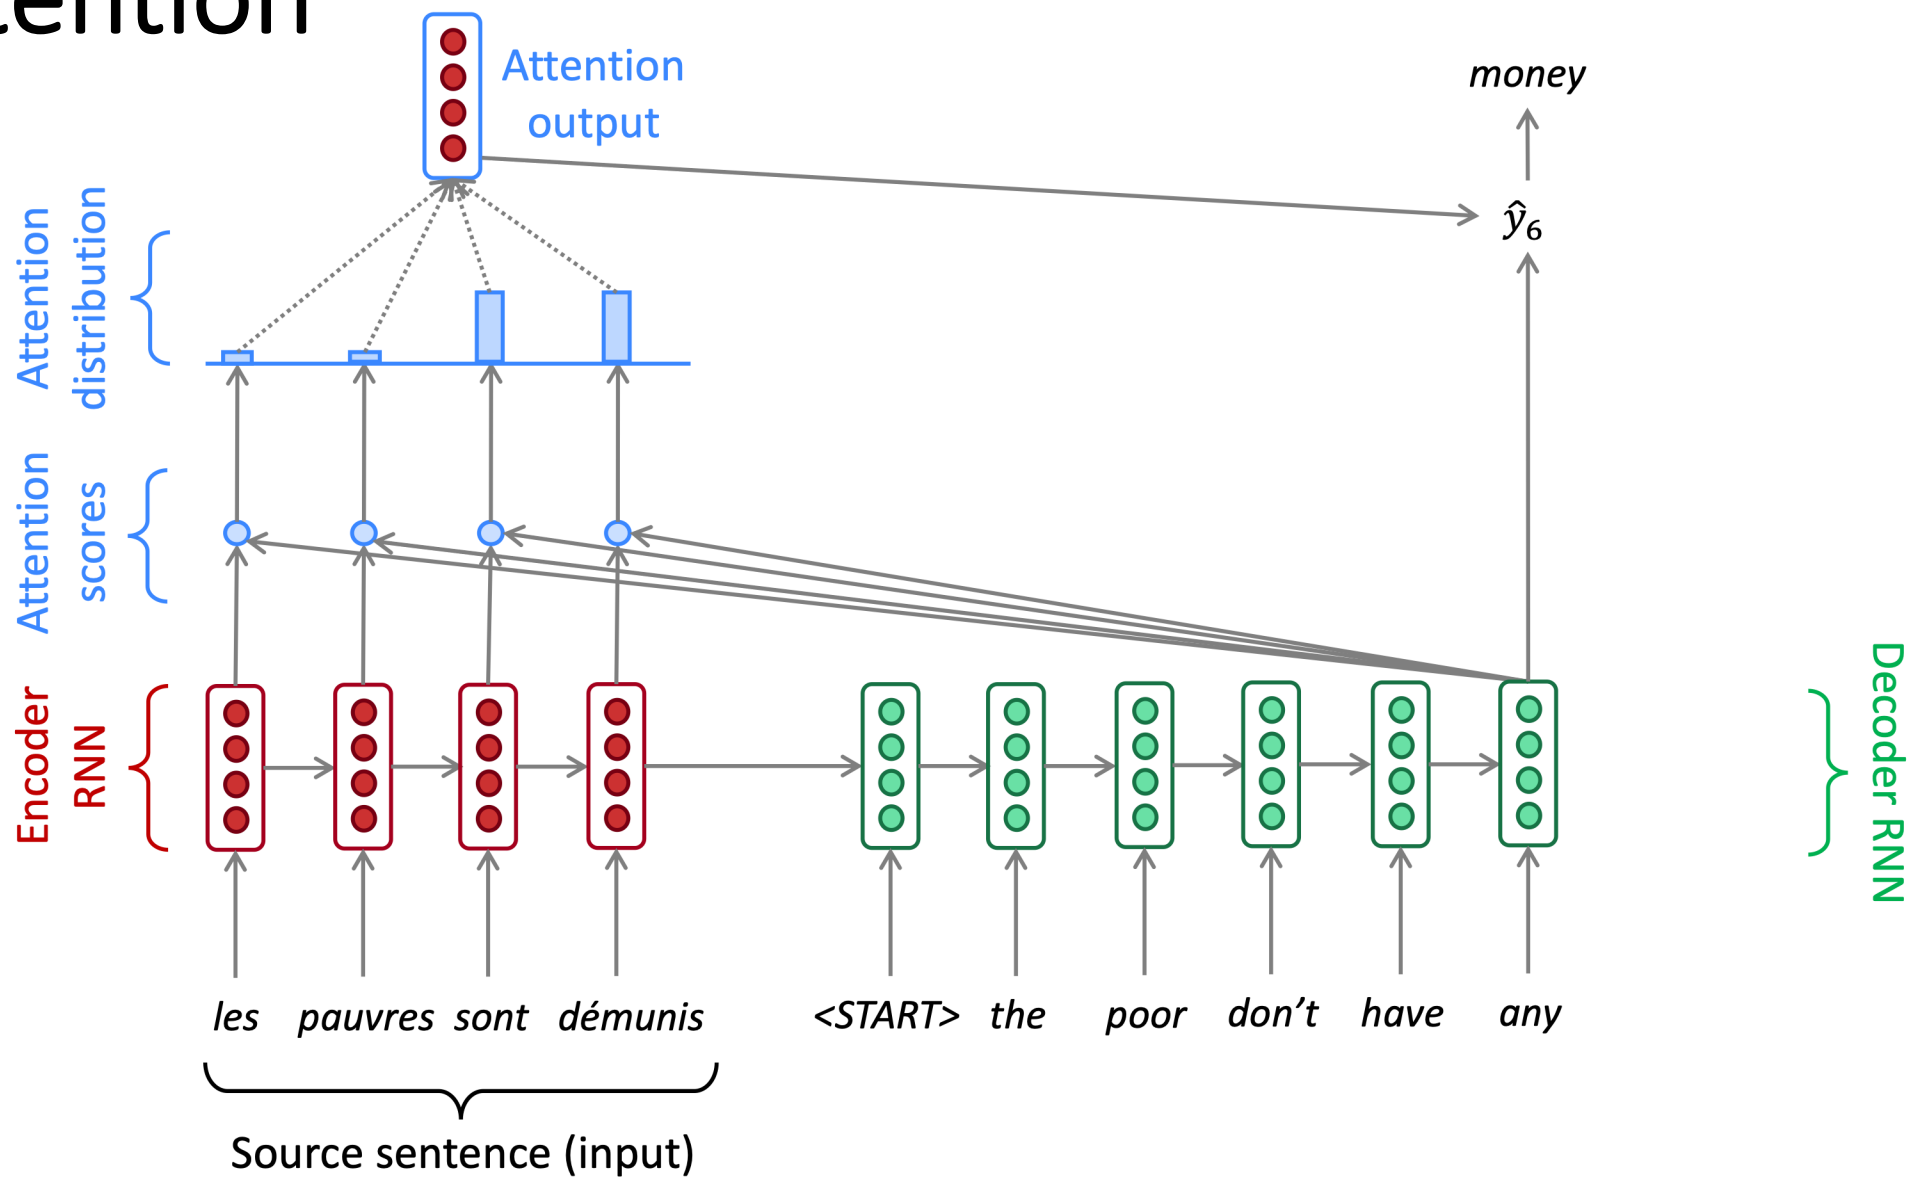 tention
Attention
output
money
ŷ6
Attention
distribution
Attention
scores
Encoder
RNN
Decoder RNN
les pauvres sont démunis <START> the poor don't have any
Source sentence (input)